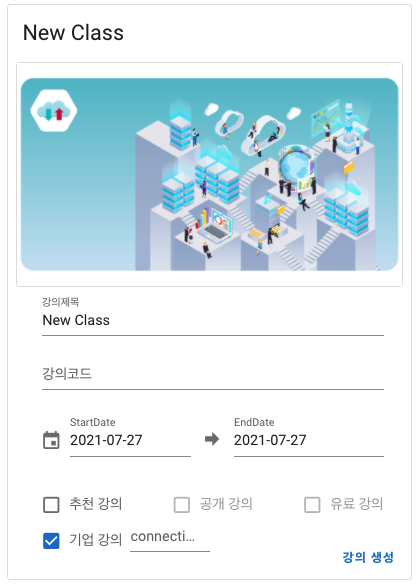 New Class
강의제목
New Class
강의코드
StartDate
EndDate
2021-07-27
2021-07-27
추천 강의
공개 강의
유료 강의
기업 강의
connecti...
강의 생성